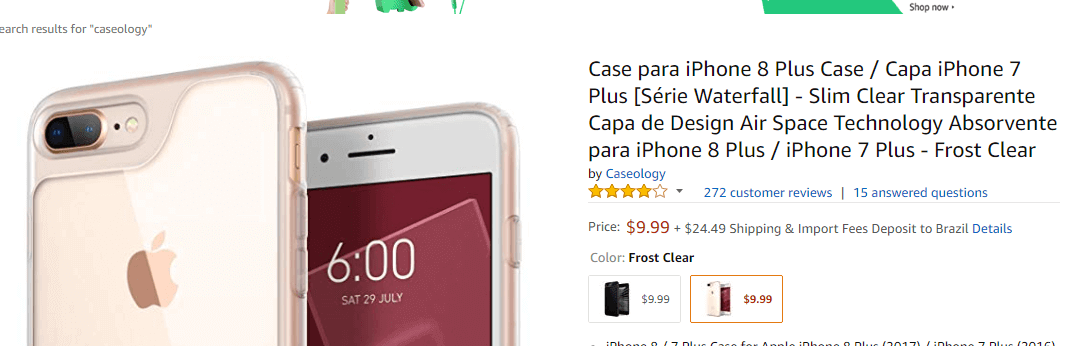 Shop now ›
earch results for "caseology"
Case para iPhone 8 Plus Case / Capa iPhone 7
Plus [Série Waterfall] - Slim Clear Transparente
Capa de Design Air Space Technology Absorvente
para iPhone 8 Plus / iPhone 7 Plus - Frost Clear
by Caseology
272 customer reviews | 15 answered questions
Price: $9.99 + $24.49 Shipping & Import Fees Deposit to Brazil Details
Color: Frost Clear
$9.99 $9.99
6:00
SAT 29 JULY
iPhone 8 / 7 Plus Case for Apple iPhone 8 Plus (2017) / iPhone 7 Plus (2016)